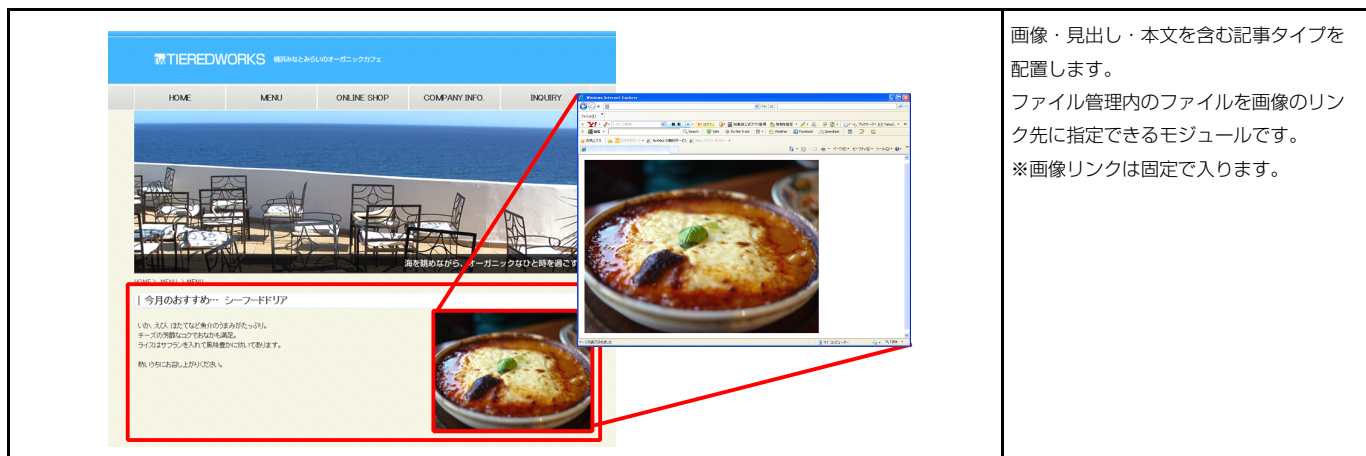 TIEREDWORKS 横浜みなとみらいのオーガニックカフェ
HOME MENU ONLINE SHOP COMPANY INFO. INQUIRY
海を眺めながら、オーガニックなひと時を過ごす
HOME > MENU > MENU
今月のおすすめ… シーフードドリア
いか、えび、ほたてなど魚介のうまみがたっぷり。
チーズの芳醇なコクでおなかも満足。
ライスはサフランを入れて風味豊かに炊いてあります。
熱いうちにお召し上がりください。
Windows Internet Explorer
画像・見出し・本文を含む記事タイプを
配置します。
ファイル管理内のファイルを画像のリン
ク先に指定できるモジュールです。
※画像リンクは固定で入ります。